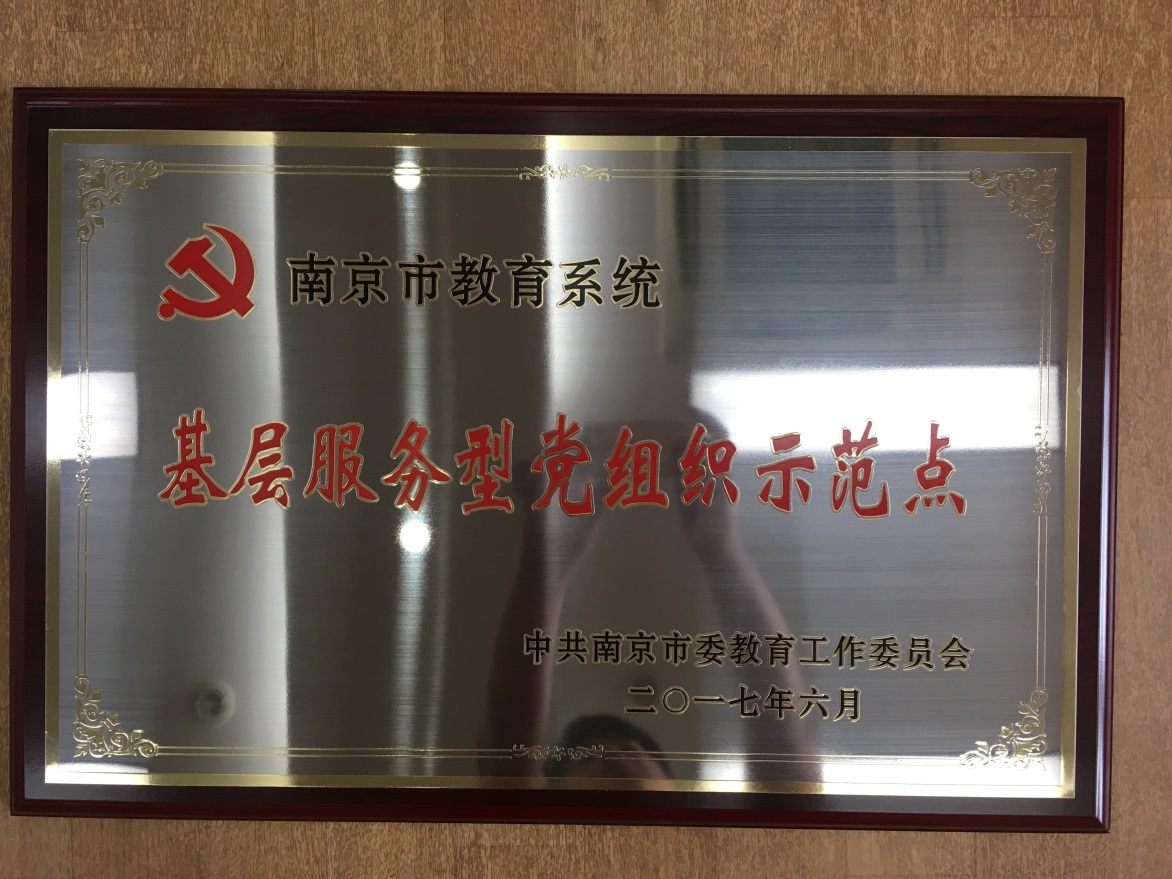 南京市教育系统
基层服务型党组织示范点
中共南京市委教育工作委员会
二〇一七年六月